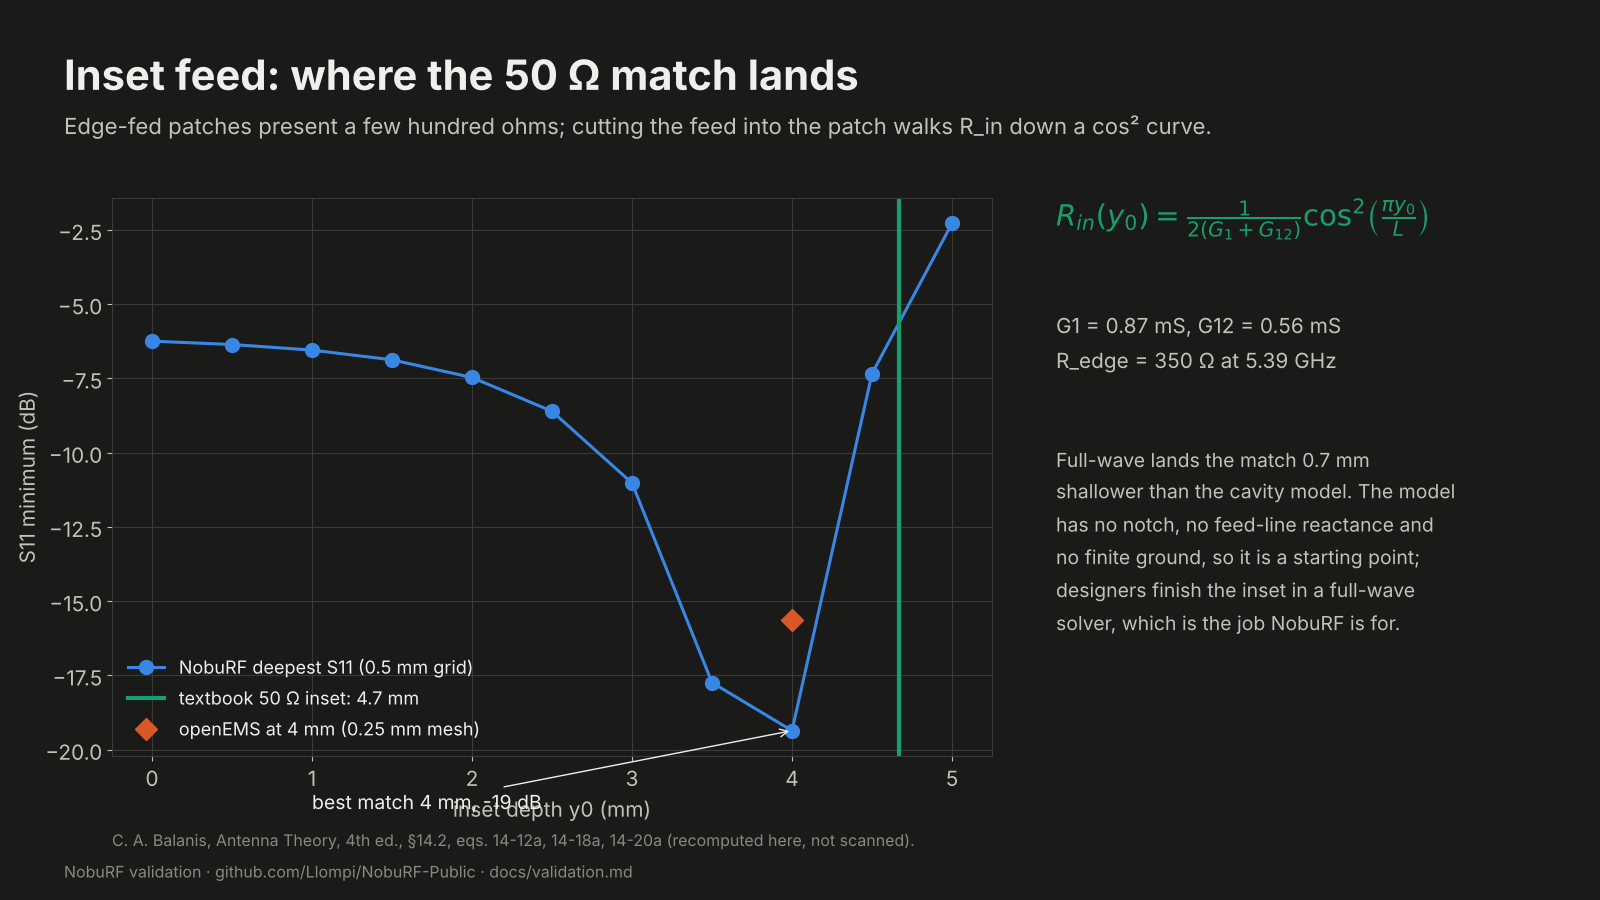 Inset feed: where the 50 Ω match lands
Edge-fed patches present a few hundred ohms; cutting the feed into the patch walks R_in down a cos² curve.
R_in(y_0) = 1/(2(G_1 + G_12)) cos²(πy_0/L)
G1 = 0.87 mS, G12 = 0.56 mS
R_edge = 350 Ω at 5.39 GHz
Full-wave lands the match 0.7 mm
shallower than the cavity model. The model
has no notch, no feed-line reactance and
no finite ground, so it is a starting point;
designers finish the inset in a full-wave
solver, which is the job NobuRF is for.
S11 minimum (dB)
−2.5
−5.0
−7.5
−10.0
−12.5
−15.0
−17.5
−20.0
NobuRF deepest S11 (0.5 mm grid)
textbook 50 Ω inset: 4.7 mm
openEMS at 4 mm (0.25 mm mesh)
0 1 2 3 4 5
best match 4 mm, -19 dB
inset depth y0 (mm)
C. A. Balanis, Antenna Theory, 4th ed., §14.2, eqs. 14-12a, 14-18a, 14-20a (recomputed here, not scanned).
NobuRF validation · github.com/Llompi/NobuRF-Public · docs/validation.md